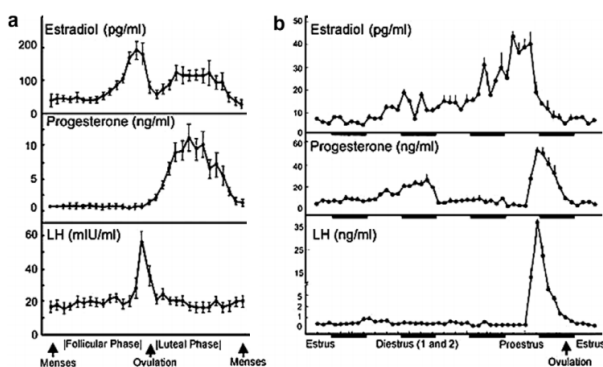 a
Estradiol (pg/ml)
200
100
0
Progesterone (ng/ml)
10
5
0
LH (mIU/ml)
60
40
20
0
|Follicular Phase| |Luteal Phase|
Menses Ovulation Menses
b
Estradiol (pg/ml)
50
40
30
20
10
0
Progesterone (ng/ml)
60
40
20
0
LH (ng/ml)
35
25
15
5
2
1
0
Estrus Diestrus (1 and 2) Proestrus Estrus
Ovulation